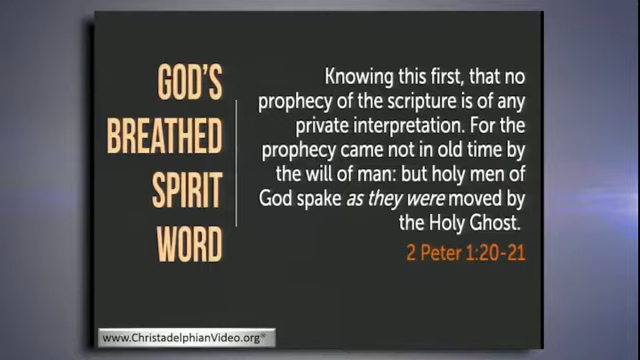 GOD'S
BREATHED
SPIRIT
WORD
Knowing this first, that no
prophecy of the scripture is of any
private interpretation. For the
prophecy came not in old time by
the will of man: but holy men of
God spake as they were moved by
the Holy Ghost.
2 Peter 1:20-21
www.ChristadelphianVideo.org®